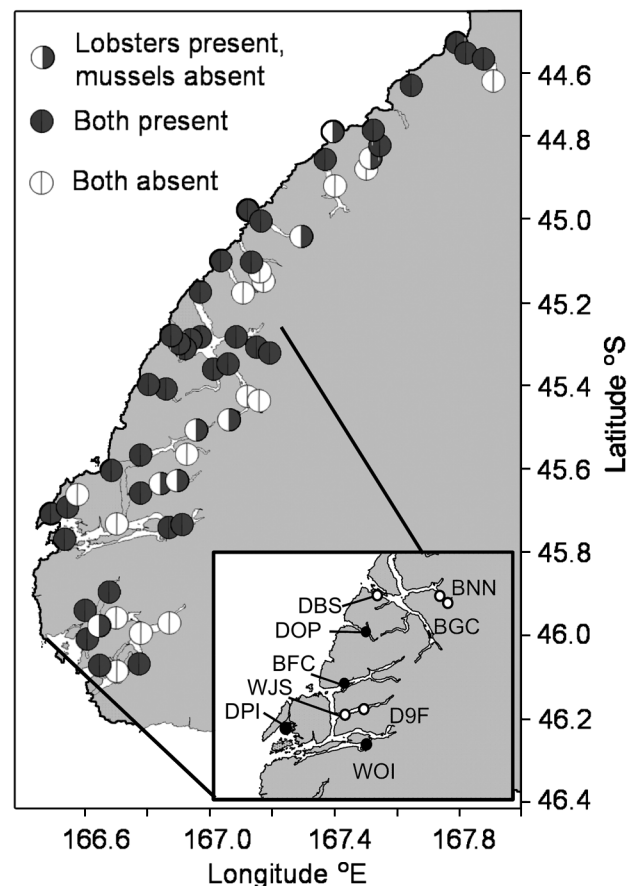 Lobsters present,
mussels absent
Both present
Both absent
44.6
44.8
45.0
45.2
45.4
45.6
45.8
46.0
46.2
46.4
Latitude °S
DBS
BNN
DOP
BGC
BFC
WJS
DPI
D9F
WOI
166.6 167.0 167.4 167.8
Longitude °E